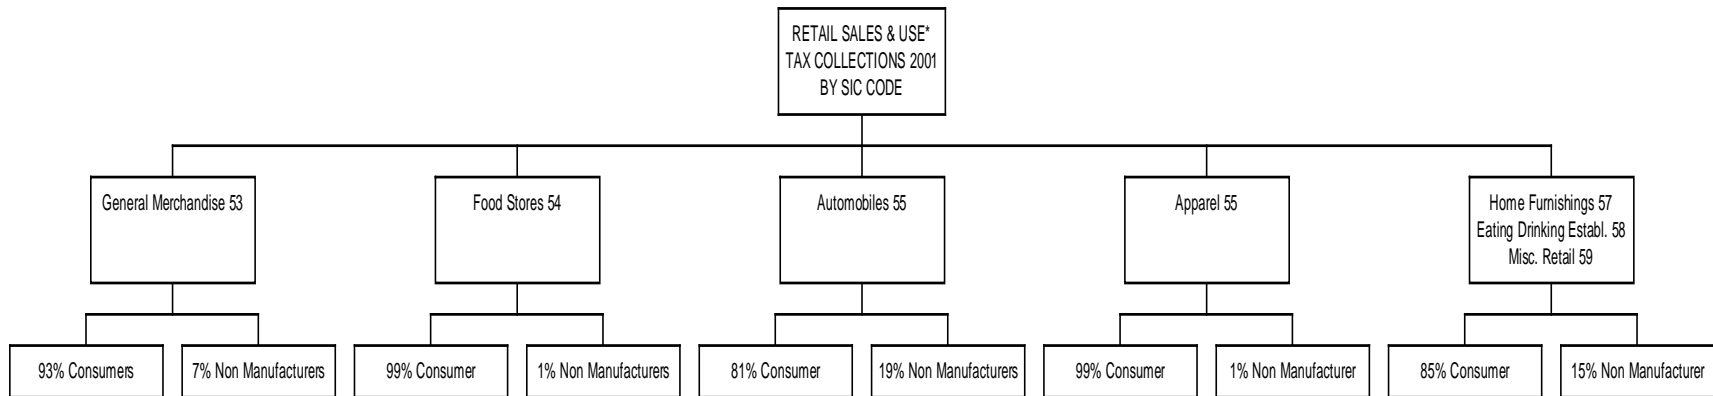 RETAIL SALES & USE*
TAX COLLECTIONS 2001
BY SIC CODE
General Merchandise 53
Food Stores 54
Automobiles 55
Apparel 55
Home Furnishings 57
Eating Drinking Establ. 58
Misc. Retail 59
93% Consumers
7% Non Manufacturers
99% Consumer
1% Non Manufacturers
81% Consumer
19% Non Manufacturers
99% Consumer
1% Non Manufacturer
85% Consumer
15% Non Manufacturer